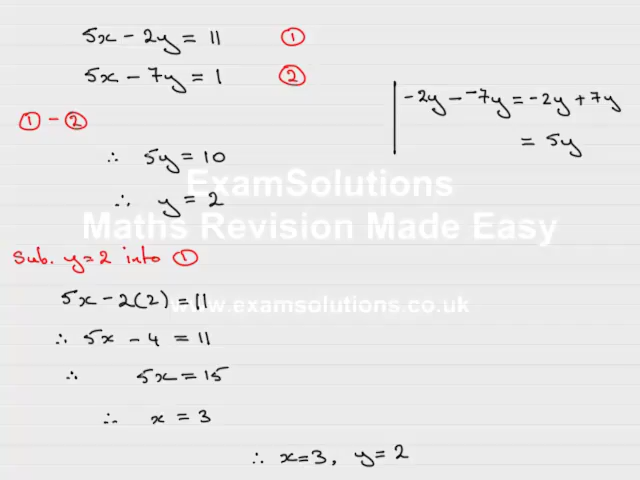 5x - 2y = 11 ①
5x - 7y = 1 ②
① - ②
-2y - -7y = -2y + 7y
= 5y
∴ 5y = 10
∴ y = 2
ExamSolutions
Maths Revision Made Easy
Sub. y=2 into ①
5x - 2(2) = 11
www.examsolutions.co.uk
∴ 5x - 4 = 11
∴ 5x = 15
∴ x = 3
∴ x=3, y=2